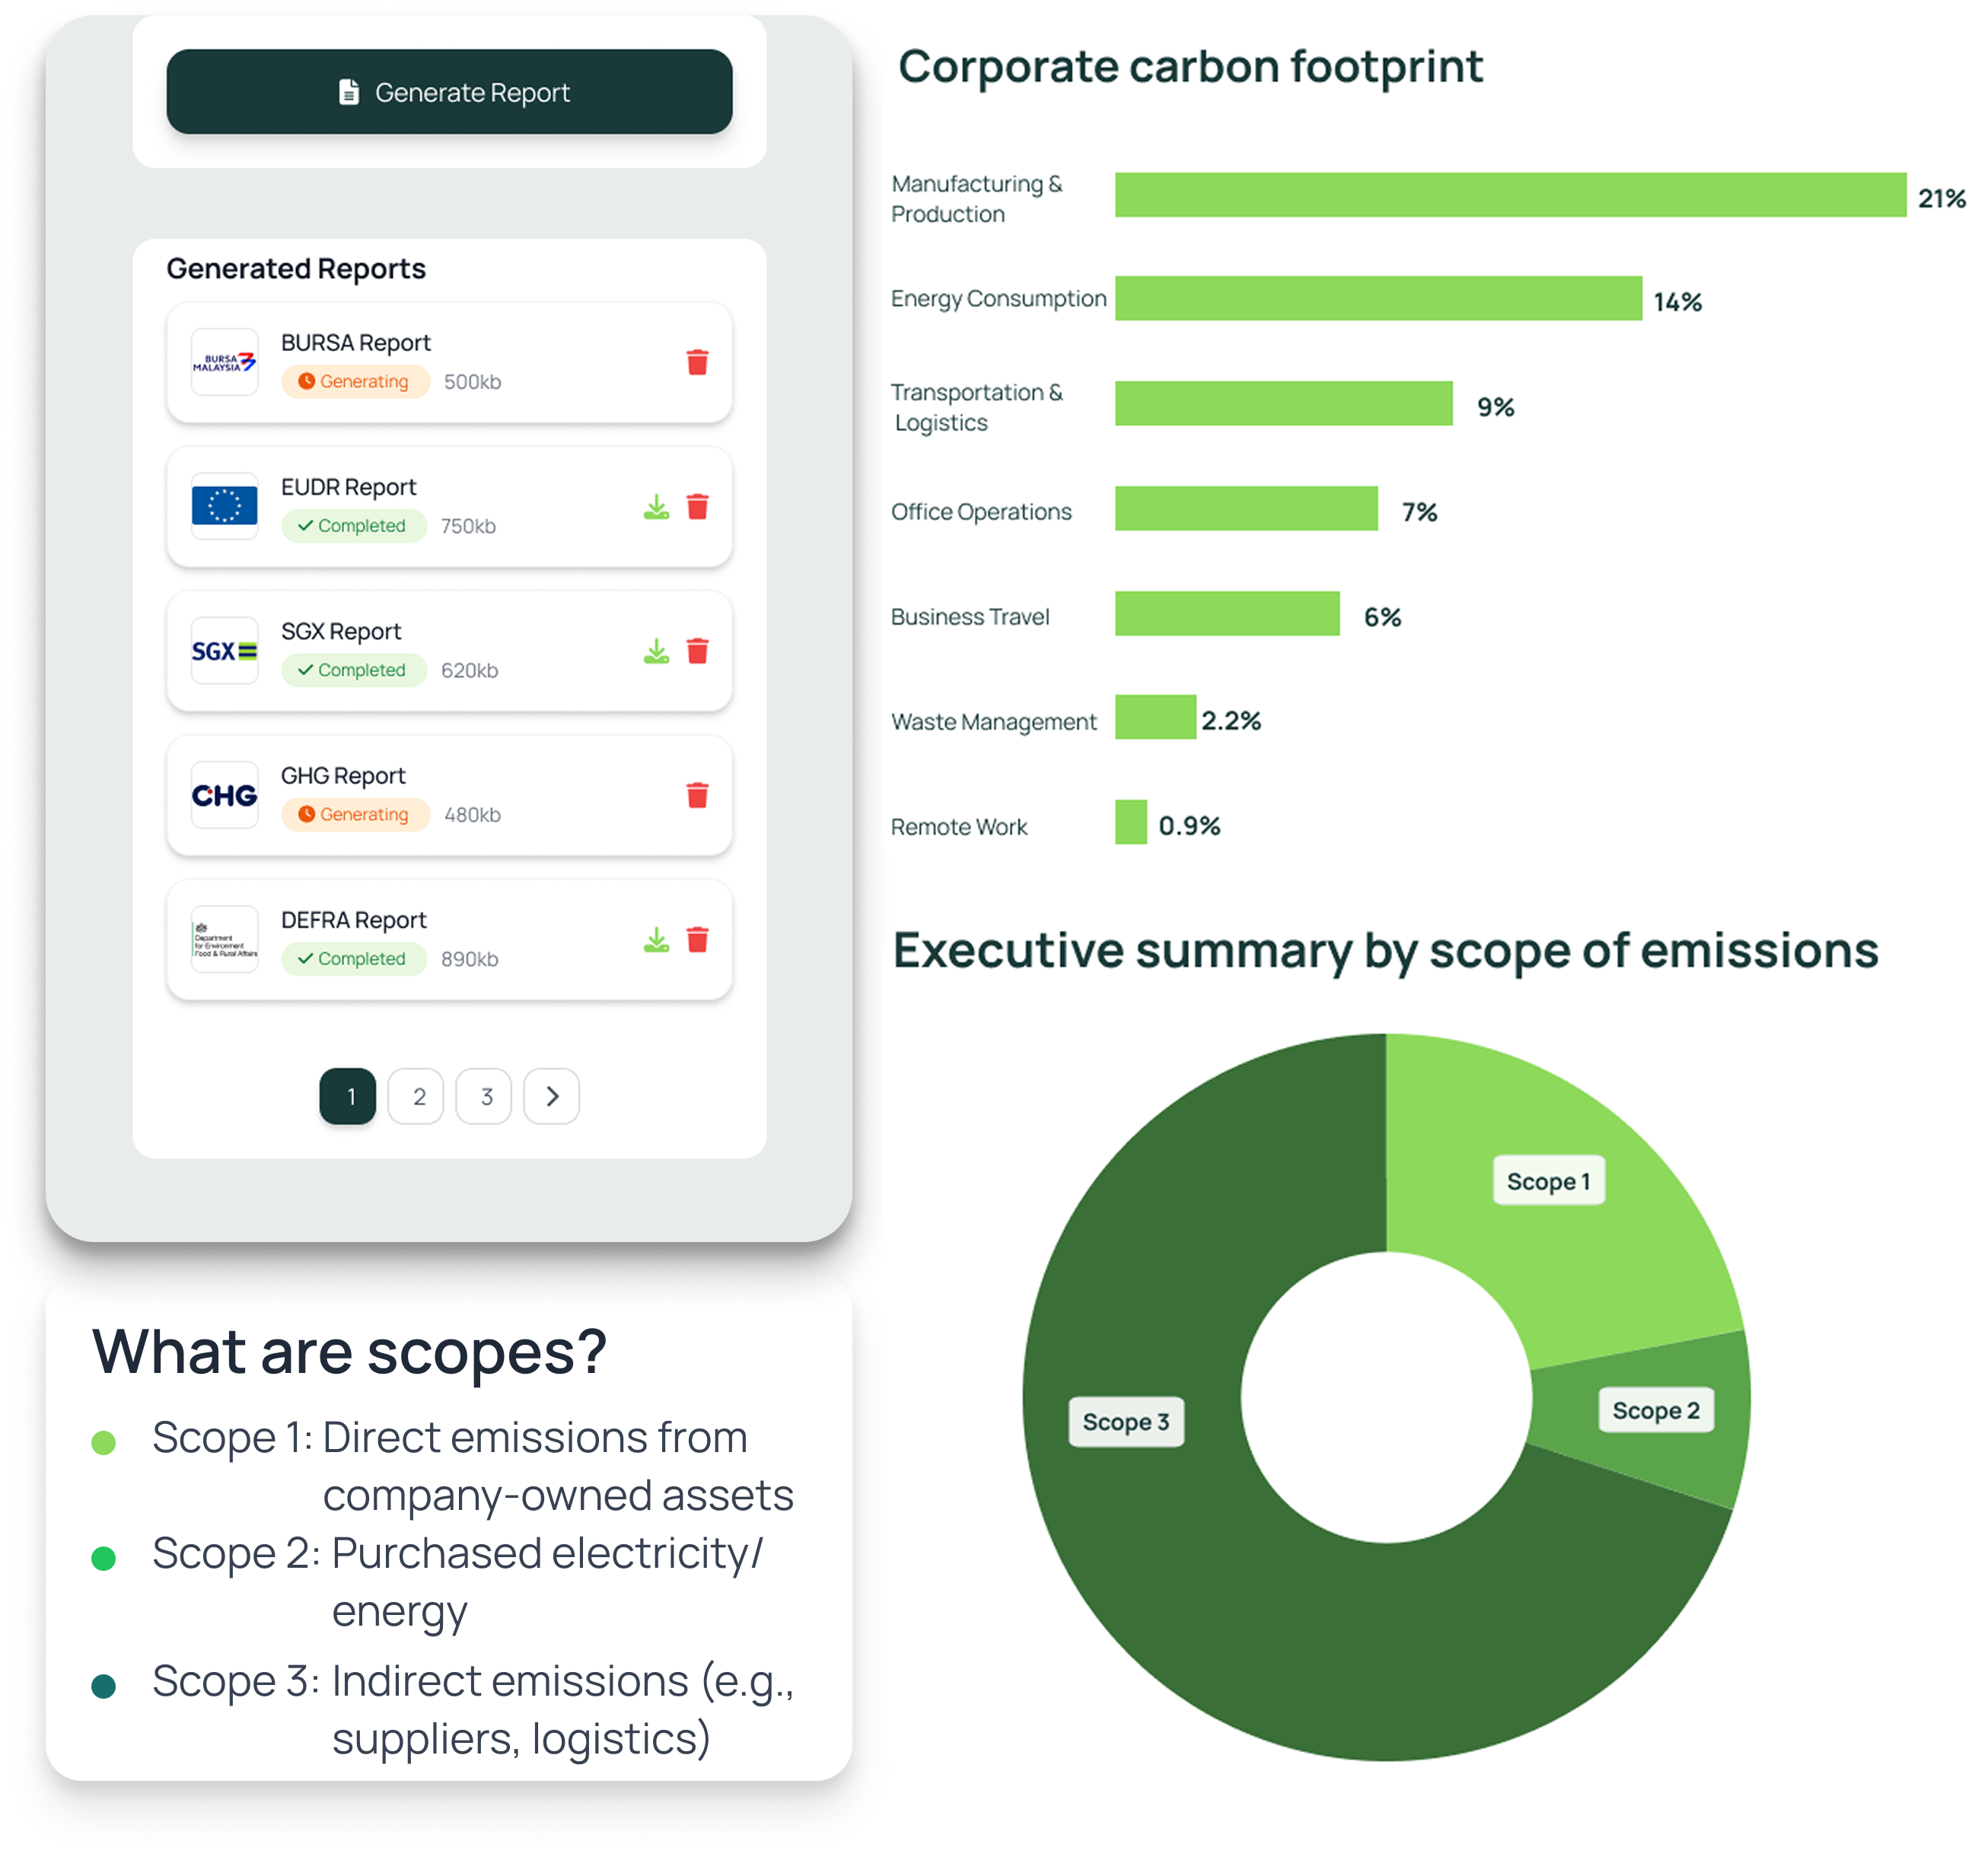 Generate Report
Generated Reports
BURSA
MALAYSIA
BURSA Report
Generating 500kb
EUDR Report
Completed 750kb
SGX
SGX Report
Completed 620kb
CHG
GHG Report
Generating 480kb
Department
for Environment
Food & Rural Affairs
DEFRA Report
Completed 890kb
1 2 3
What are scopes?
Scope 1: Direct emissions from
company-owned assets
Scope 2: Purchased electricity/
energy
Scope 3: Indirect emissions (e.g.,
suppliers, logistics)
Corporate carbon footprint
Manufacturing &
Production
21%
Energy Consumption 14%
Transportation &
Logistics
9%
Office Operations 7%
Business Travel 6%
Waste Management 2.2%
Remote Work 0.9%
Executive summary by scope of emissions
Scope 1
Scope 2
Scope 3